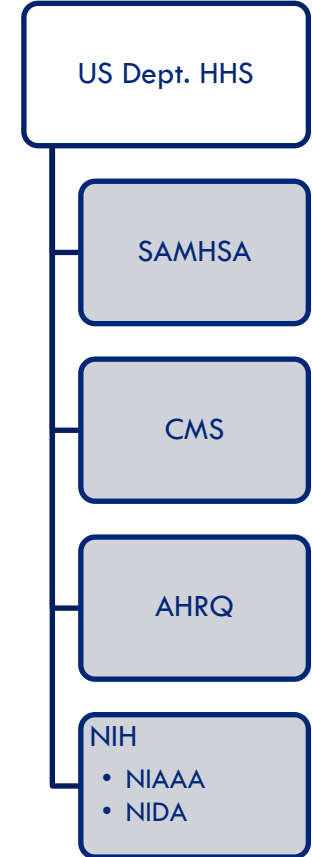 US Dept. HHS
SAMHSA
CMS
AHRQ
NIH
• NIAAA
• NIDA